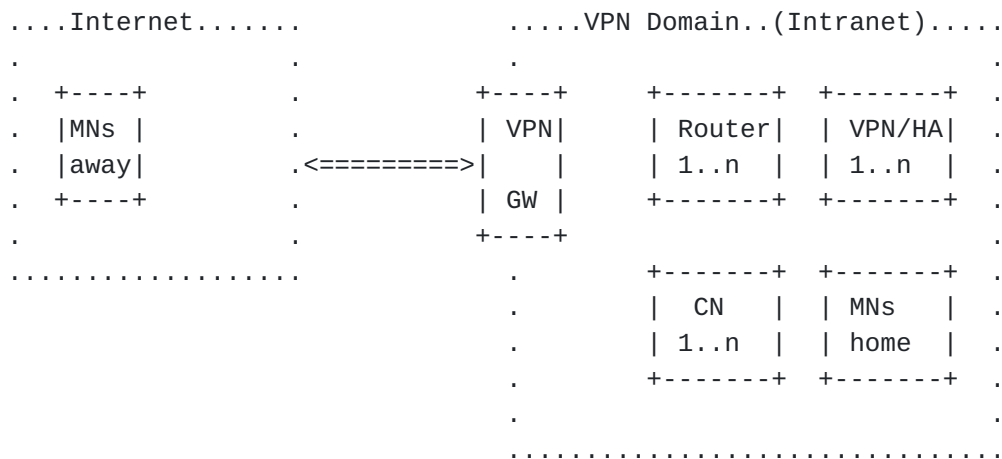 ....Internet.......              .....VPN Domain..(Intranet).....
.                  .              .                               .
.  +----+          .            +----+     +-------+  +-------+  .
.  |MNs |          .            | VPN|     | Router|  | VPN/HA|  .
.  |away|          .<=========>|    |     | 1..n  |  | 1..n  |  .
.  +----+          .            | GW |     +-------+  +-------+  .
.                  .            +----+                            .
...................               .        +-------+  +-------+  .
                                  .        |  CN   |  | MNs   |  .
                                  .        | 1..n  |  | home  |  .
                                  .        +-------+  +-------+  .
                                  .                               .
                                  .................................